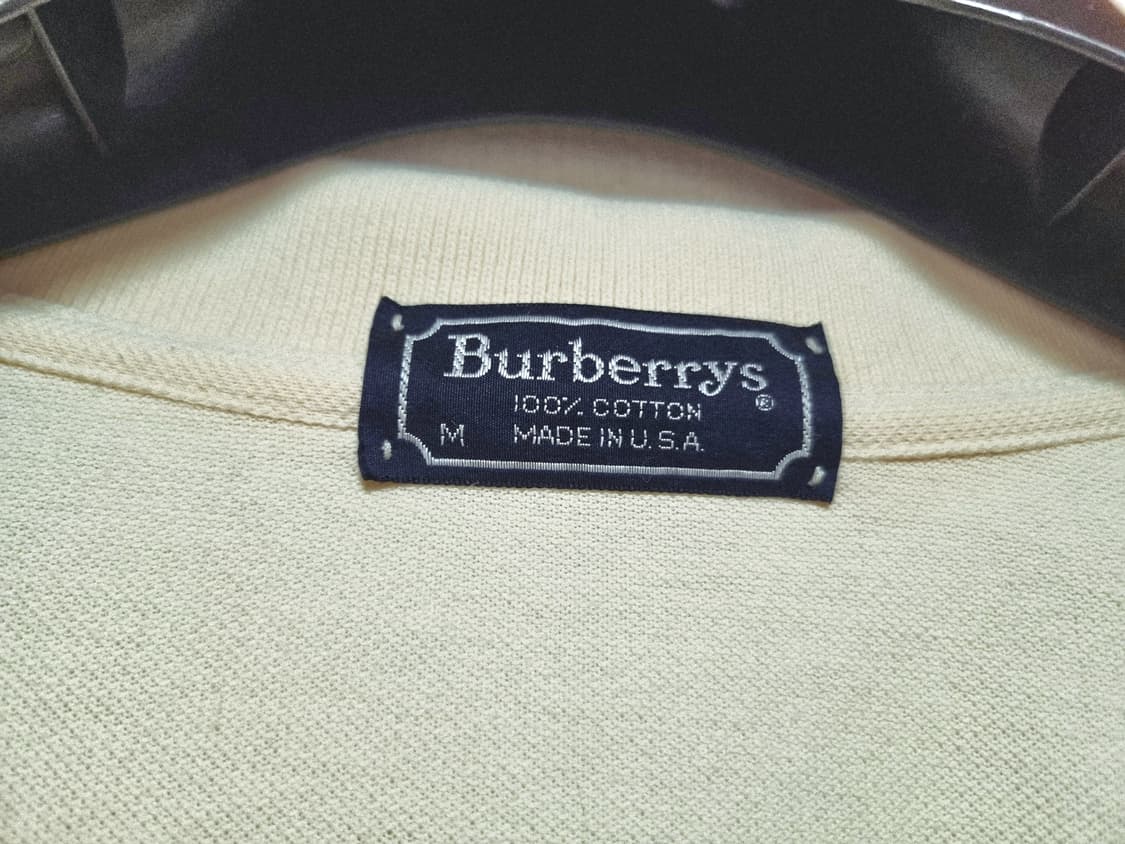 Burberrys
®
100% COTTON
M MADE IN U.S.A.